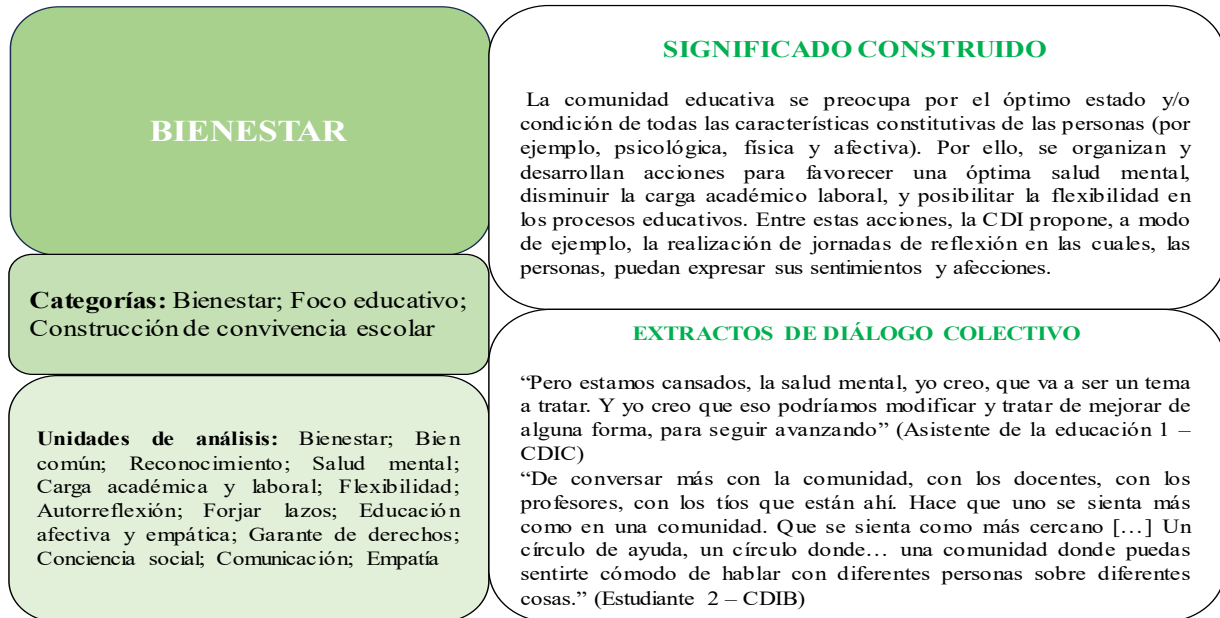 BIENESTAR
Categorías: Bienestar; Foco educativo;
Construcción de convivencia escolar
Unidades de análisis: Bienestar; Bien
común; Reconocimiento; Salud mental;
Carga académica y laboral; Flexibilidad;
Autorreflexión; Forjar lazos; Educación
afectiva y empática; Garante de derechos;
Conciencia social; Comunicación; Empatía
SIGNIFICADO CONSTRUIDO
La comunidad educativa se preocupa por el óptimo estado y/o
condición de todas las características constitutivas de las personas (por
ejemplo, psicológica, física y afectiva). Por ello, se organizan y
desarrollan acciones para favorecer una óptima salud mental,
disminuir la carga académico laboral, y posibilitar la flexibilidad en
los procesos educativos. Entre estas acciones, la CDI propone, a modo
de ejemplo, la realización de jornadas de reflexión en las cuales, las
personas, puedan expresar sus sentimientos y afecciones.
EXTRACTOS DE DIÁLOGO COLECTIVO
“Pero estamos cansados, la salud mental, yo creo, que va a ser un tema
a tratar. Y yo creo que eso podríamos modificar y tratar de mejorar de
alguna forma, para seguir avanzando” (Asistente de la educación 1 –
CDIC)
“De conversar más con la comunidad, con los docentes, con los
profesores, con los tíos que están ahí. Hace que uno se sienta más
como en una comunidad. Que se sienta como más cercano […] Un
círculo de ayuda, un círculo donde… una comunidad donde puedas
sentirte cómodo de hablar con diferentes personas sobre diferentes
cosas.” (Estudiante 2 – CDIB)